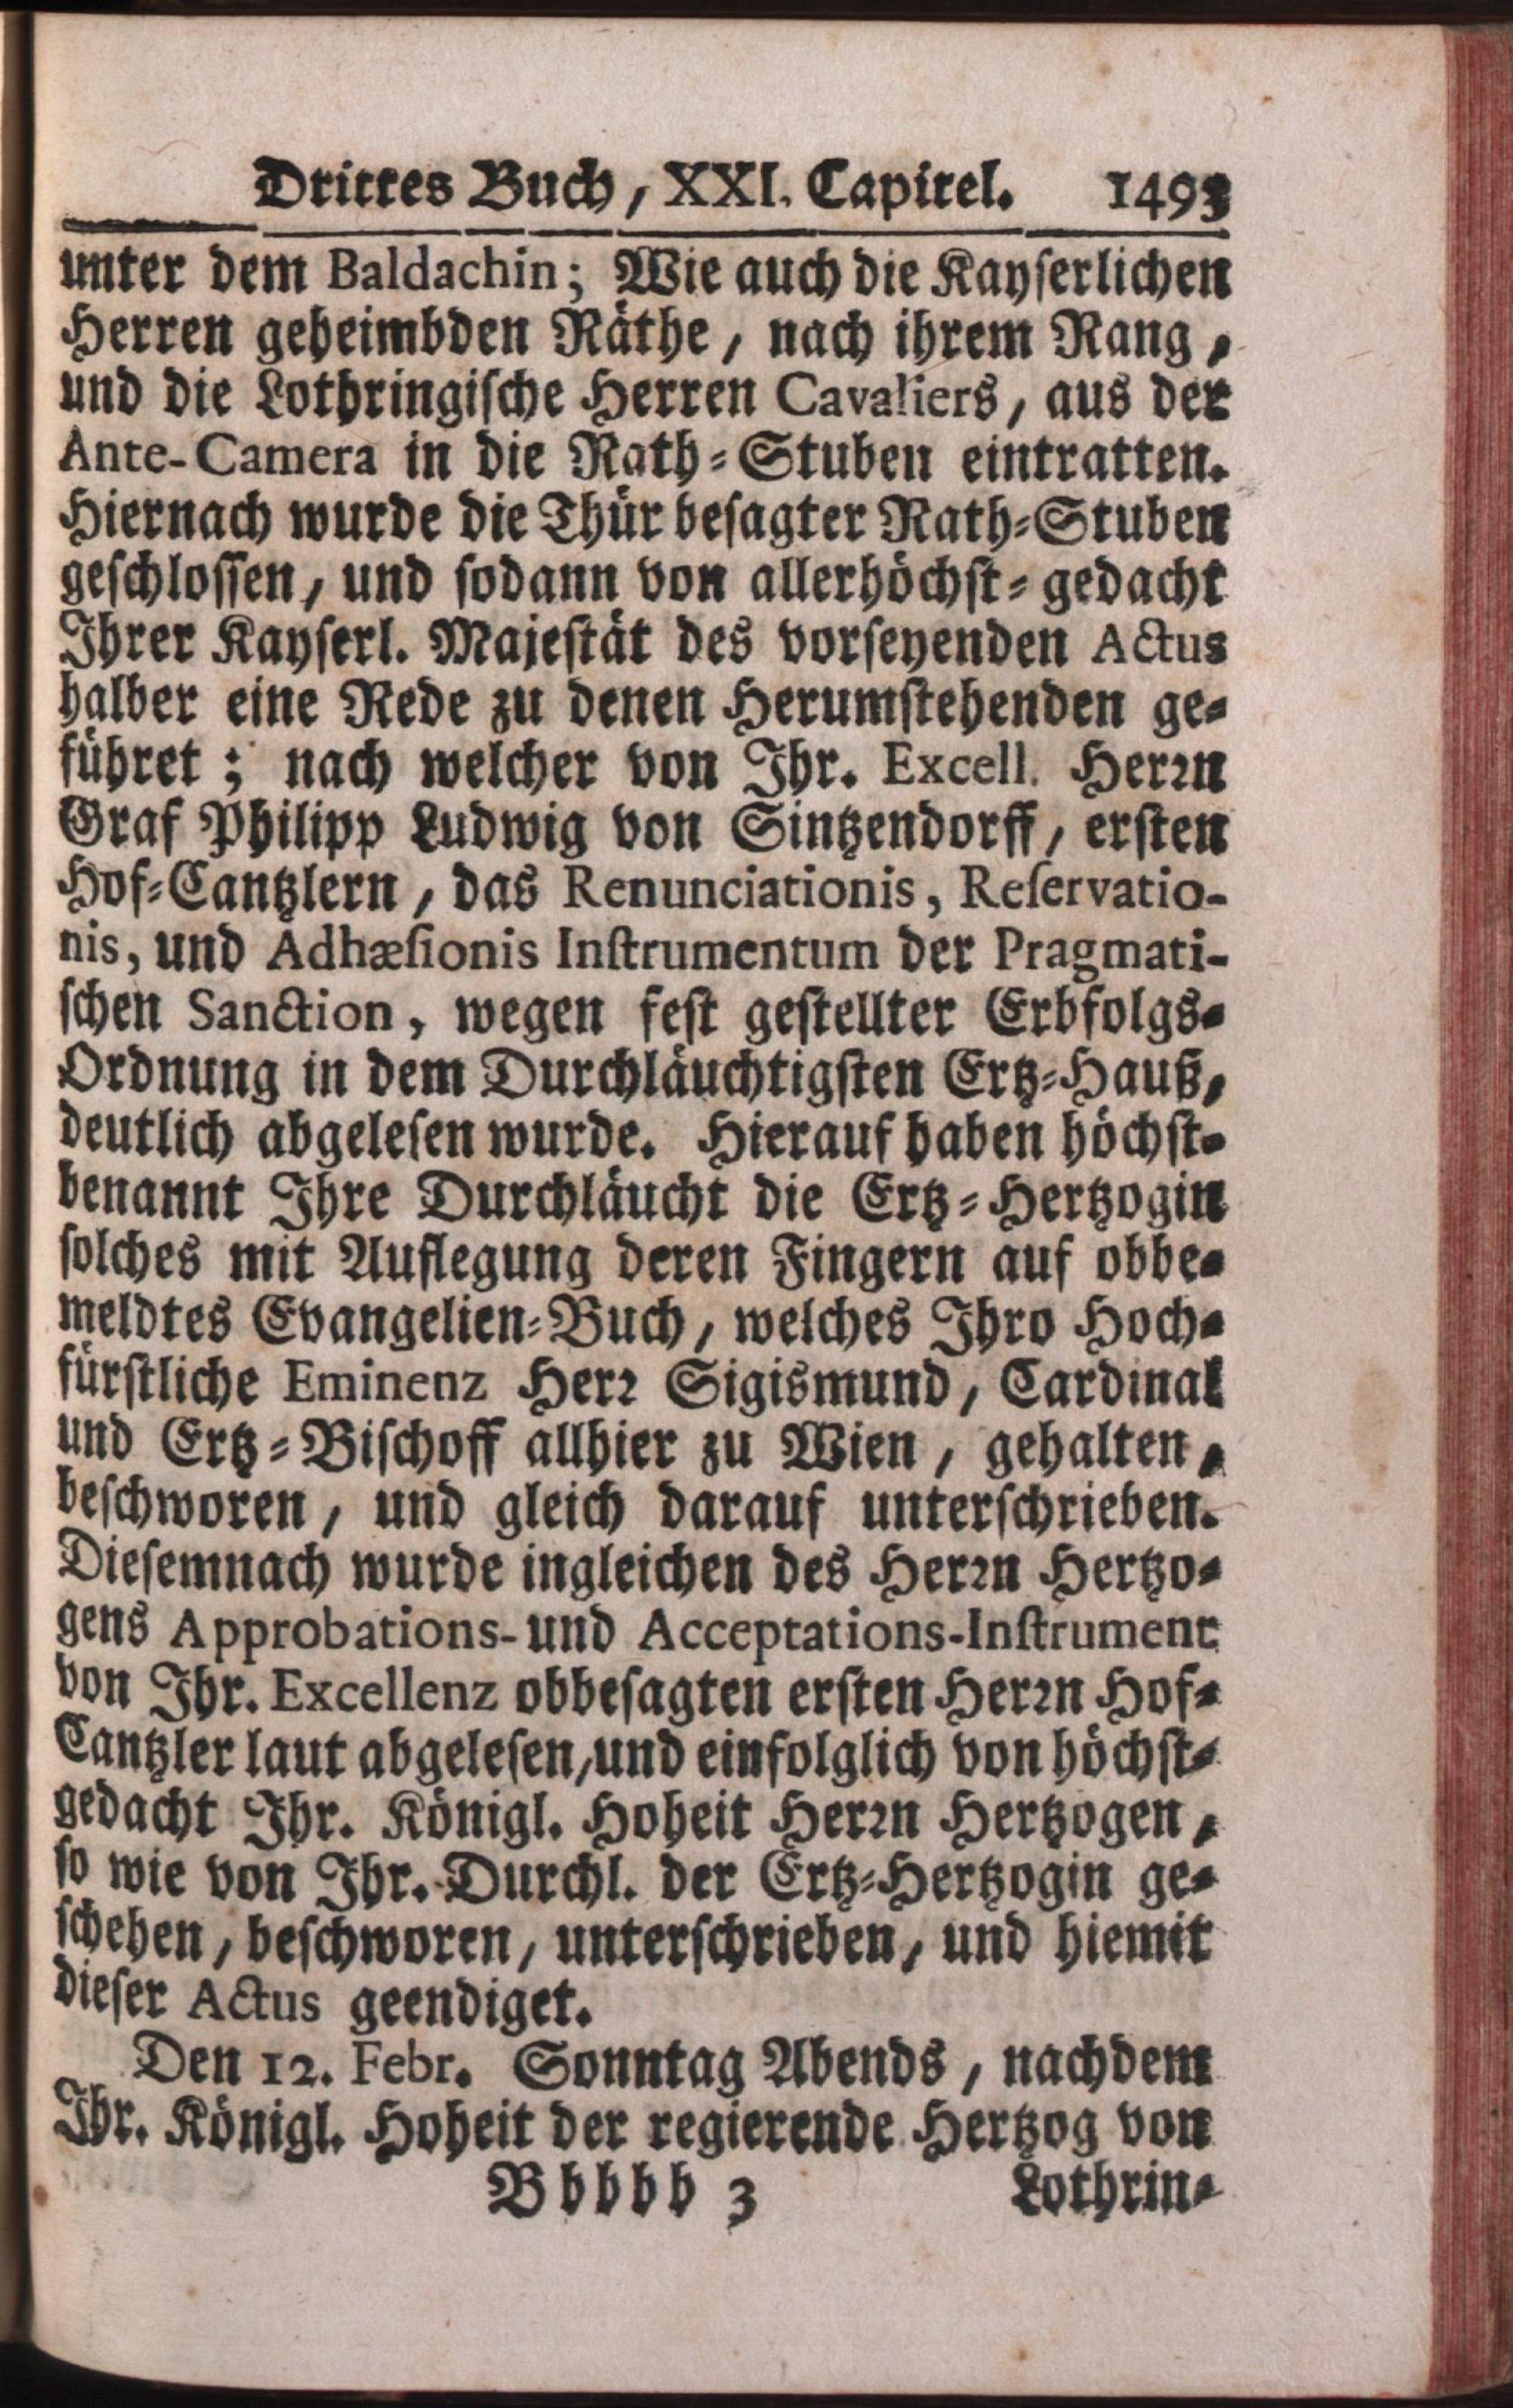 Drittes Buch, XXI. Capitel. 1493
unter dem Baldachin; Wie auch die Kayserlichen
Herren geheimbden Räthe, nach ihrem Rang,
und die Lothringische Herren Cavaliers, aus der
Ante-Camera in die Rath-Stuben eintratten.
Hiernach wurde die Thür besagter Rath-Stuben
geschlossen, und sodann von allerhöchst-gedacht
Ihrer Kayserl. Majestät des vorseyenden Actus
halber eine Rede zu denen Herumstehenden ge-
führet; nach welcher von Ihr. Excell. Herrn
Graf Philipp Ludwig von Sintzendorff, ersten
Hof-Cantzlern, das Renunciationis, Reservatio-
nis, und Adhæsionis Instrumentum der Pragmati-
schen Sanction, wegen fest gestellter Erbfolgs-
Ordnung in dem Durchläuchtigsten Ertz-Hauß,
deutlich abgelesen wurde. Hierauf haben höchst-
benannt Ihre Durchläucht die Ertz-Hertzogin
solches mit Auflegung deren Fingern auf obbe-
meldtes Evangelien-Buch, welches Ihro Hoch-
fürstliche Eminenz Herr Sigismund, Cardinal
und Ertz-Bischoff allhier zu Wien, gehalten,
beschworen, und gleich darauf unterschrieben.
Diesemnach wurde ingleichen des Herrn Hertzo-
gens Approbations-und Acceptations-Instrument
von Ihr. Excellenz obbesagten ersten Herrn Hof-
Cantzler laut abgelesen, und einfolglich von höchst-
gedacht Ihr. Königl. Hoheit Herrn Hertzogen,
so wie von Ihr. Durchl. der Ertz-Hertzogin ge-
schehen, beschworen, unterschrieben, und hiemit
dieser Actus geendiget.
Den 12. Febr. Sonntag Abends, nachdem
Ihr. Königl. Hoheit der regierende Hertzog von
Bbbbb 3 Lothrin-